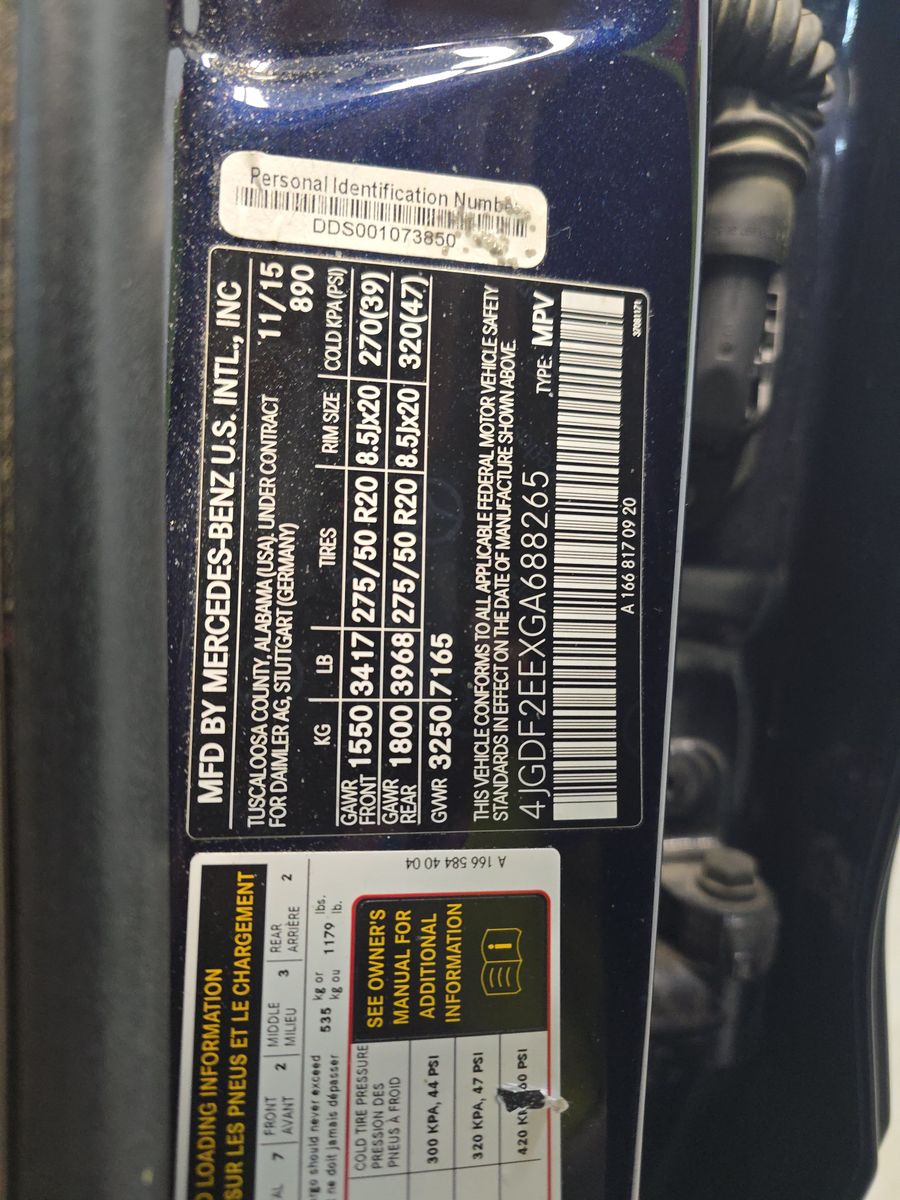 Personal Identification
DDS001073850
MFD BY MERCEDES-BENZ U.S. INTL., INC
TUSCALOOSA COUNTY, ALABAMA (USA), UNDER CONTRACT 11/15
FOR DAIMLER AG, STUTTGART (GERMANY) 890
KG LB TIRES RIM SIZE COLD KPA (PSI)
GAWR FRONT 1550 3417 275/50 R20 8.5Jx20 270(39)
GAWR REAR 1800 3968 275/50 R20 8.5Jx20 320(47)
GVWR 3250 7165
THIS VEHICLE CONFORMS TO ALL APPLICABLE FEDERAL MOTOR VEHICLE SAFETY
STANDARDS IN EFFECT ON THE DATE OF MANUFACTURE SHOWN ABOVE.
4JGDF2EEXGA688265 TYPE: MPV
A 166 817 09 20
A 166 584 40 04
LOADING INFORMATION
SUR LES PNEUS ET LE CHARGEMENT
AL 7 FRONT 2 MIDDLE 3 REAR 2
AVANT MILIEU ARRIÈRE
should never exceed 535 kg or 1179 lbs.
ne doit jamais dépasser kg ou lb.
COLD TIRE PRESSURE
PRESSION DES
PNEUS À FROID
300 KPA, 44 PSI
320 KPA, 47 PSI
420 PSI
SEE OWNER'S
MANUAL FOR
ADDITIONAL
INFORMATION